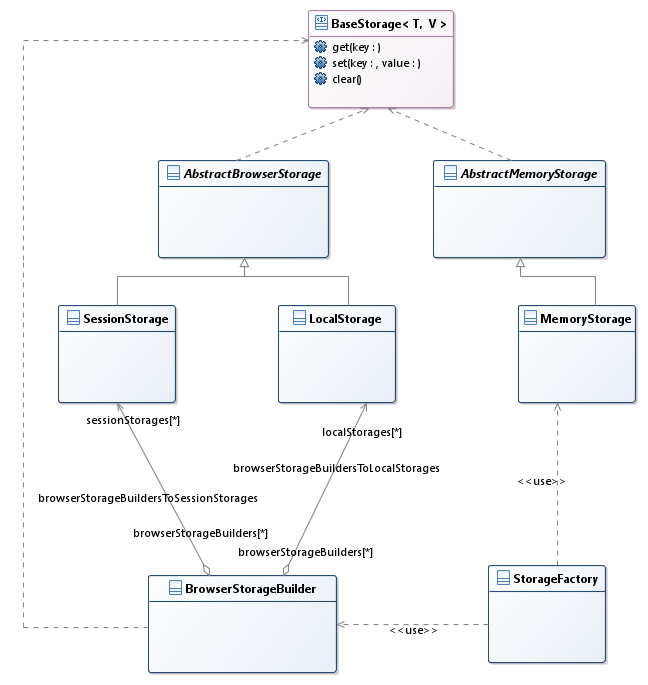 BaseStorage< T, V >
get(key : )
set(key : , value : )
clear()
AbstractBrowserStorage
AbstractMemoryStorage
SessionStorage
LocalStorage
MemoryStorage
sessionStorages[*]
localStorages[*]
browserStorageBuildersToLocalStorages
<<use>>
browserStorageBuildersToSessionStorages
browserStorageBuilders[*]
browserStorageBuilders[*]
StorageFactory
BrowserStorageBuilder
<<use>>